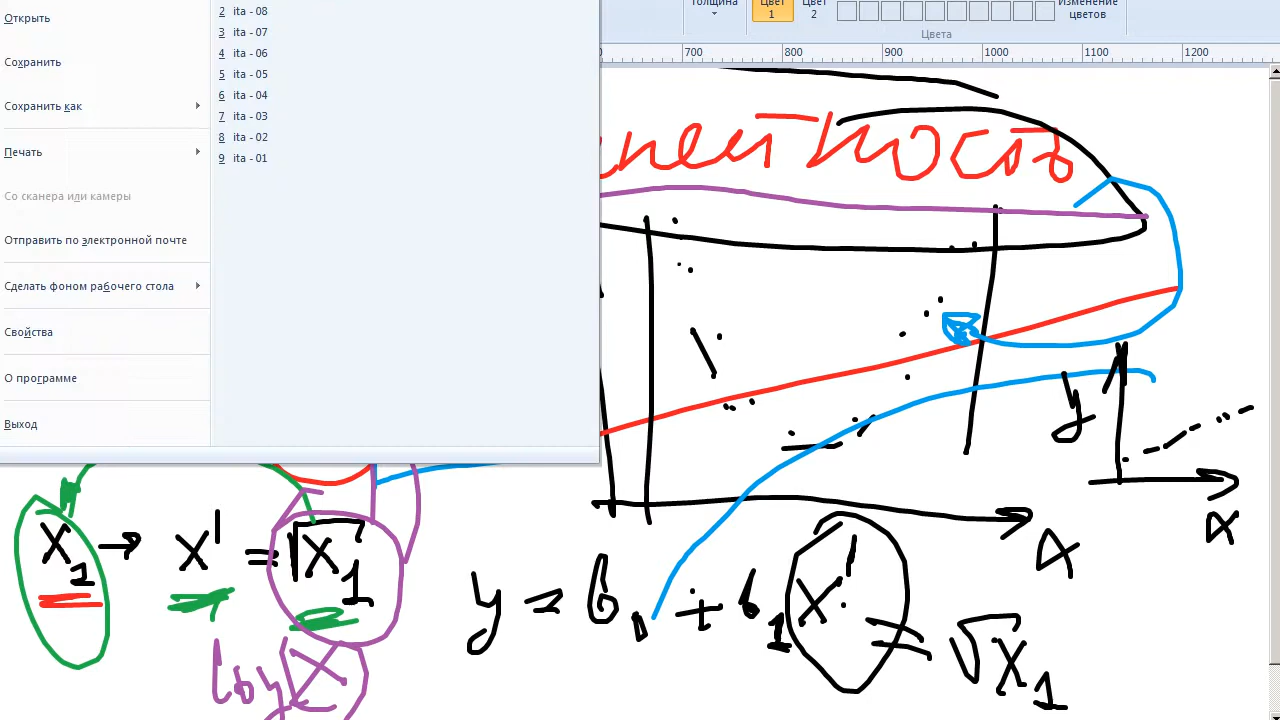 Открыть
Сохранить
Сохранить как
Печать
Со сканера или камеры
Отправить по электронной почте
Сделать фоном рабочего стола
Свойства
О программе
Выход
2 ita - 08
3 ita - 07
4 ita - 06
5 ita - 05
6 ita - 04
7 ita - 03
8 ita - 02
9 ita - 01
Толщина
Цвет 1
Цвет 2
Изменение цветов
Цвета
700 800 900 1000 1100 1200
ность
y
x
x
x₁ → x' = √x₁
y = b₀ + b₁x' = √x₁
log x